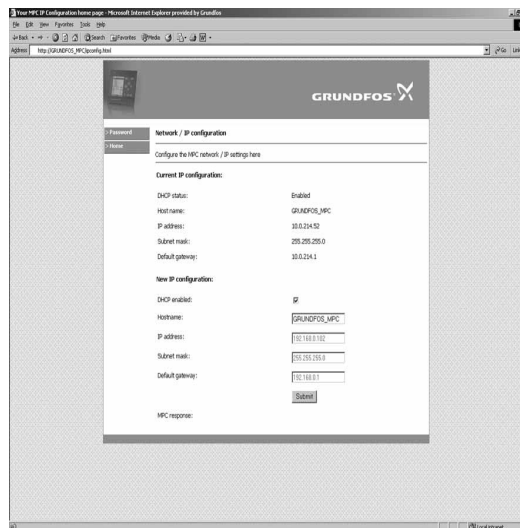 Your MPC IP Configuration home page - Microsoft Internet Explorer provided by Grundfos
File Edit View Favorites Tools Help
Back Search Favorites Media
Address http://GRUNDFOS_MPC/ipconfig.html Go Links
GRUNDFOS
> Password
> Home
Network / IP configuration
Configure the MPC network / IP settings here
Current IP configuration:
DHCP status: Enabled
Host name: GRUNDFOS_MPC
IP address: 10.0.214.52
Subnet mask: 255.255.255.0
Default gateway: 10.0.214.1
New IP configuration:
DHCP enabled:
Hostname: GRUNDFOS_MPC
IP address: 192.168.0.102
Subnet mask: 255.255.255.0
Default gateway: 192.168.0.1
Submit
MPC response:
Local intranet